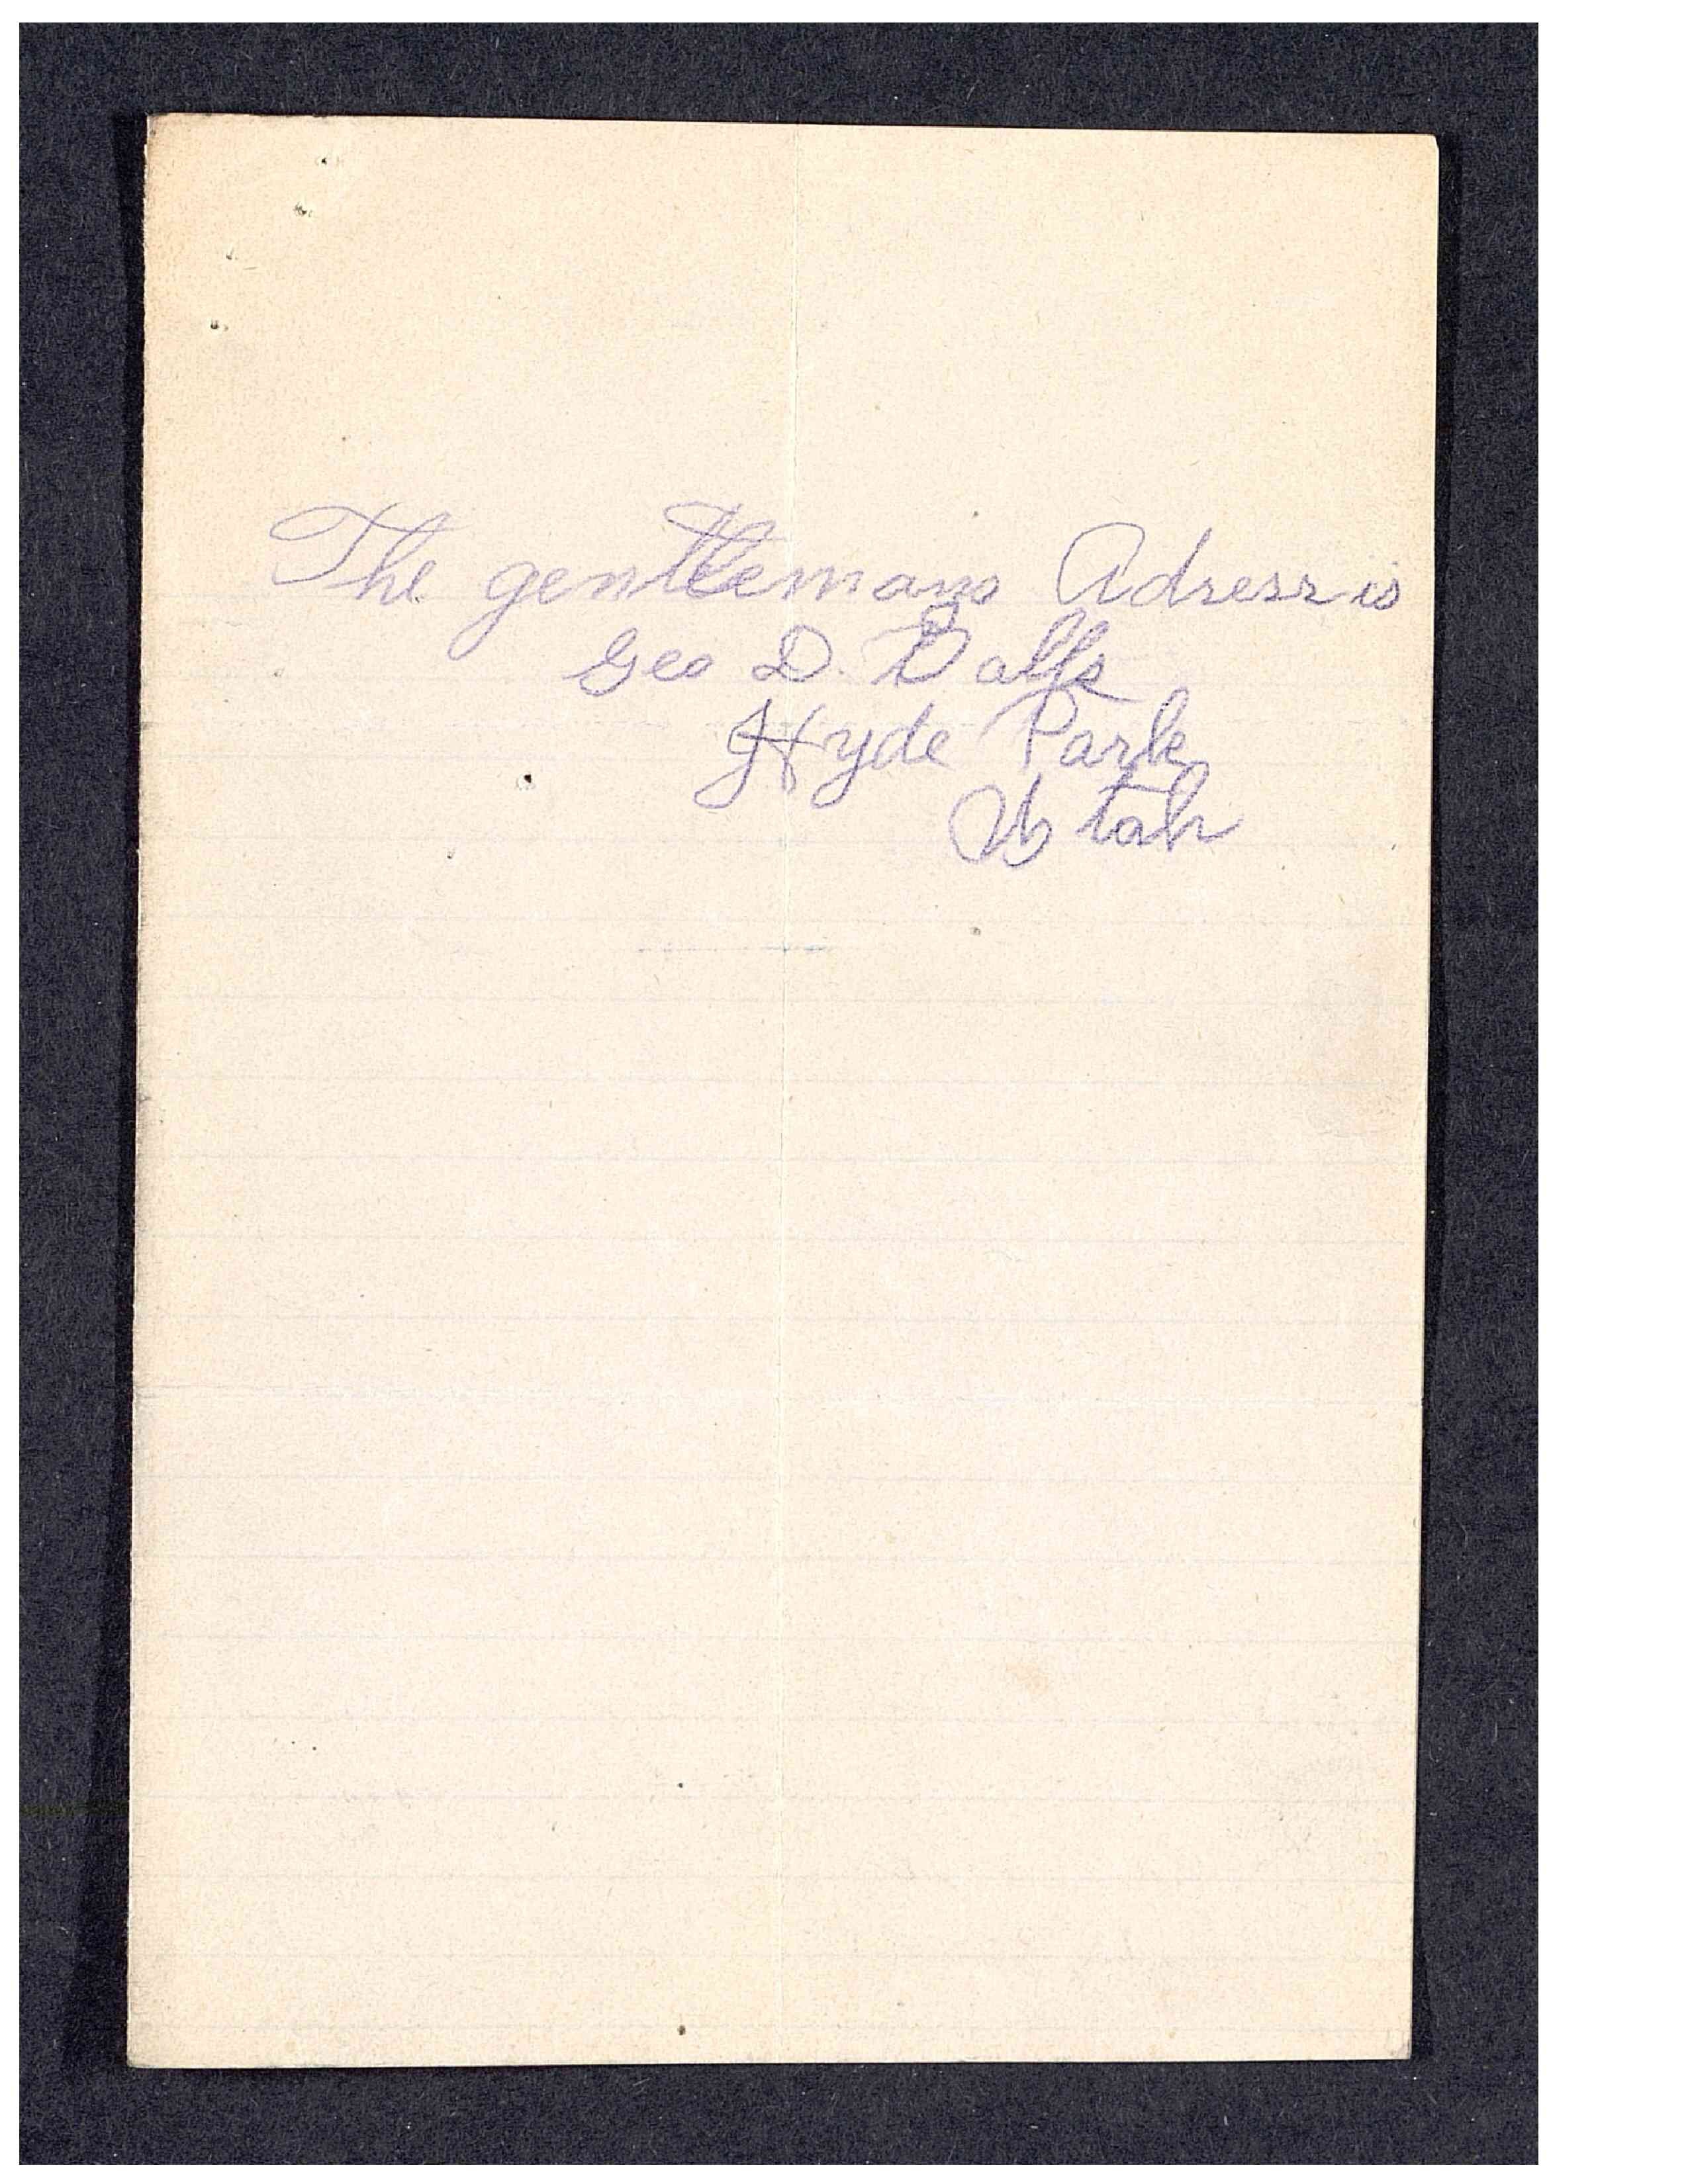 The gentlemans Adress is
Geo D. Balls
Hyde Park
Utah